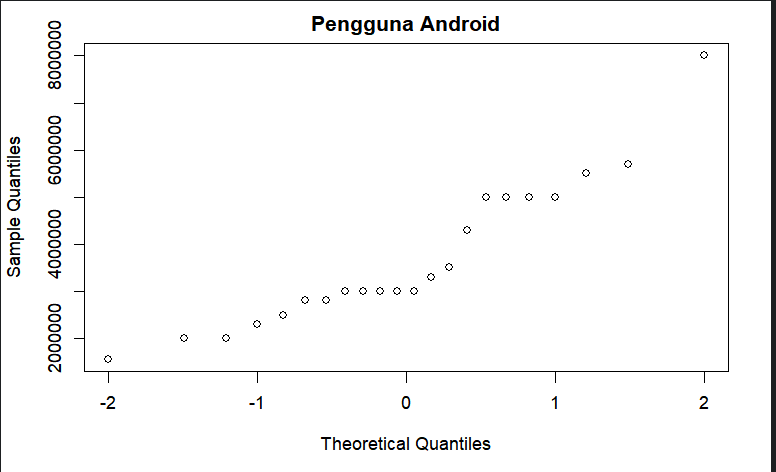 Pengguna Android
8000000
6000000
4000000
2000000
Sample Quantiles
-2 -1 0 1 2
Theoretical Quantiles